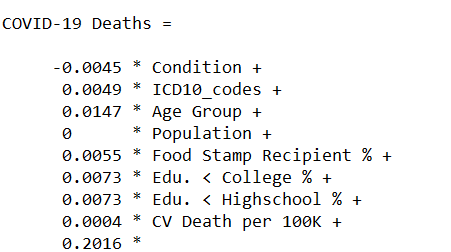 COVID-19 Deaths =
-0.0045 * Condition +
0.0049 * ICD10_codes +
0.0147 * Age Group +
0 * Population +
0.0055 * Food Stamp Recipient % +
0.0073 * Edu. < College % +
0.0073 * Edu. < Highschool % +
0.0004 * CV Death per 100K +
0.2016 *